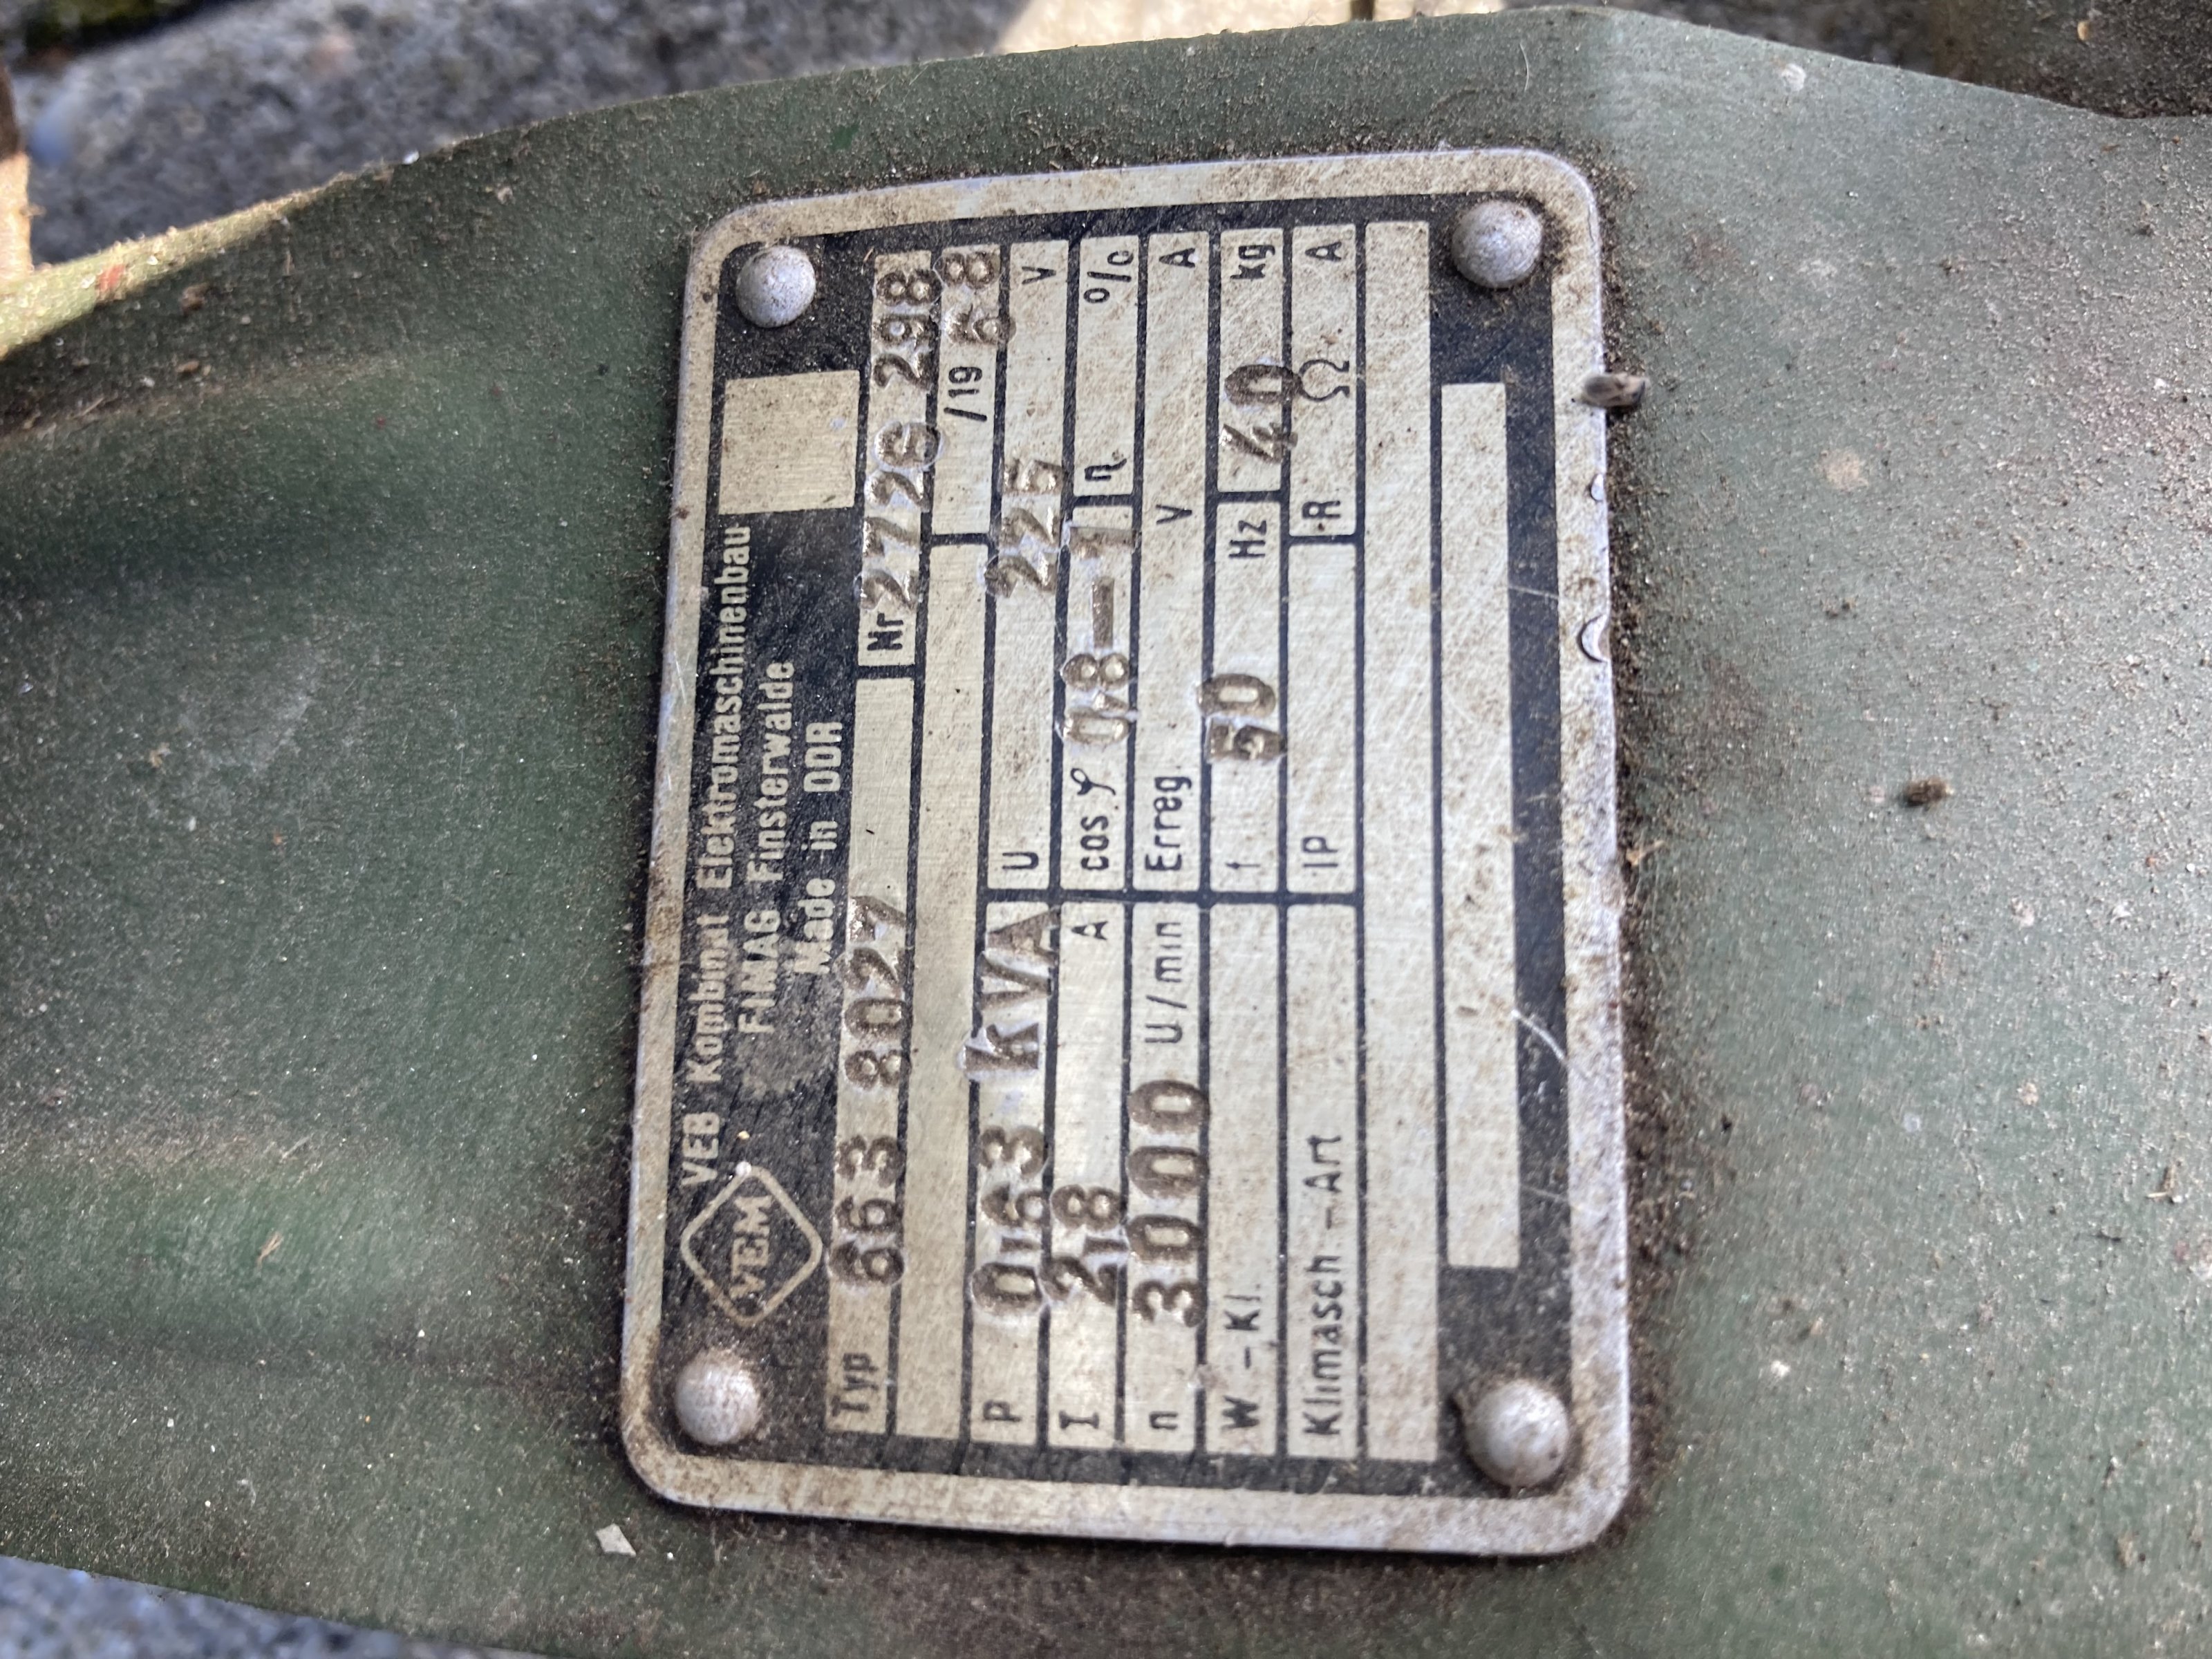 VEM
VEB Kombinat Elektromaschinenbau
FIMAG Finsterwalde
Made in DDR
Typ 663 8027 Nr 2726 298
/19 68
P 0,63 kVA U 225 V
I 2,8 A cos φ 0,8-1 η %
n 3000 U/min Erreg. V A
W-Kl. f 50 Hz 40 kg
Klimasch-Art IP R Ω A